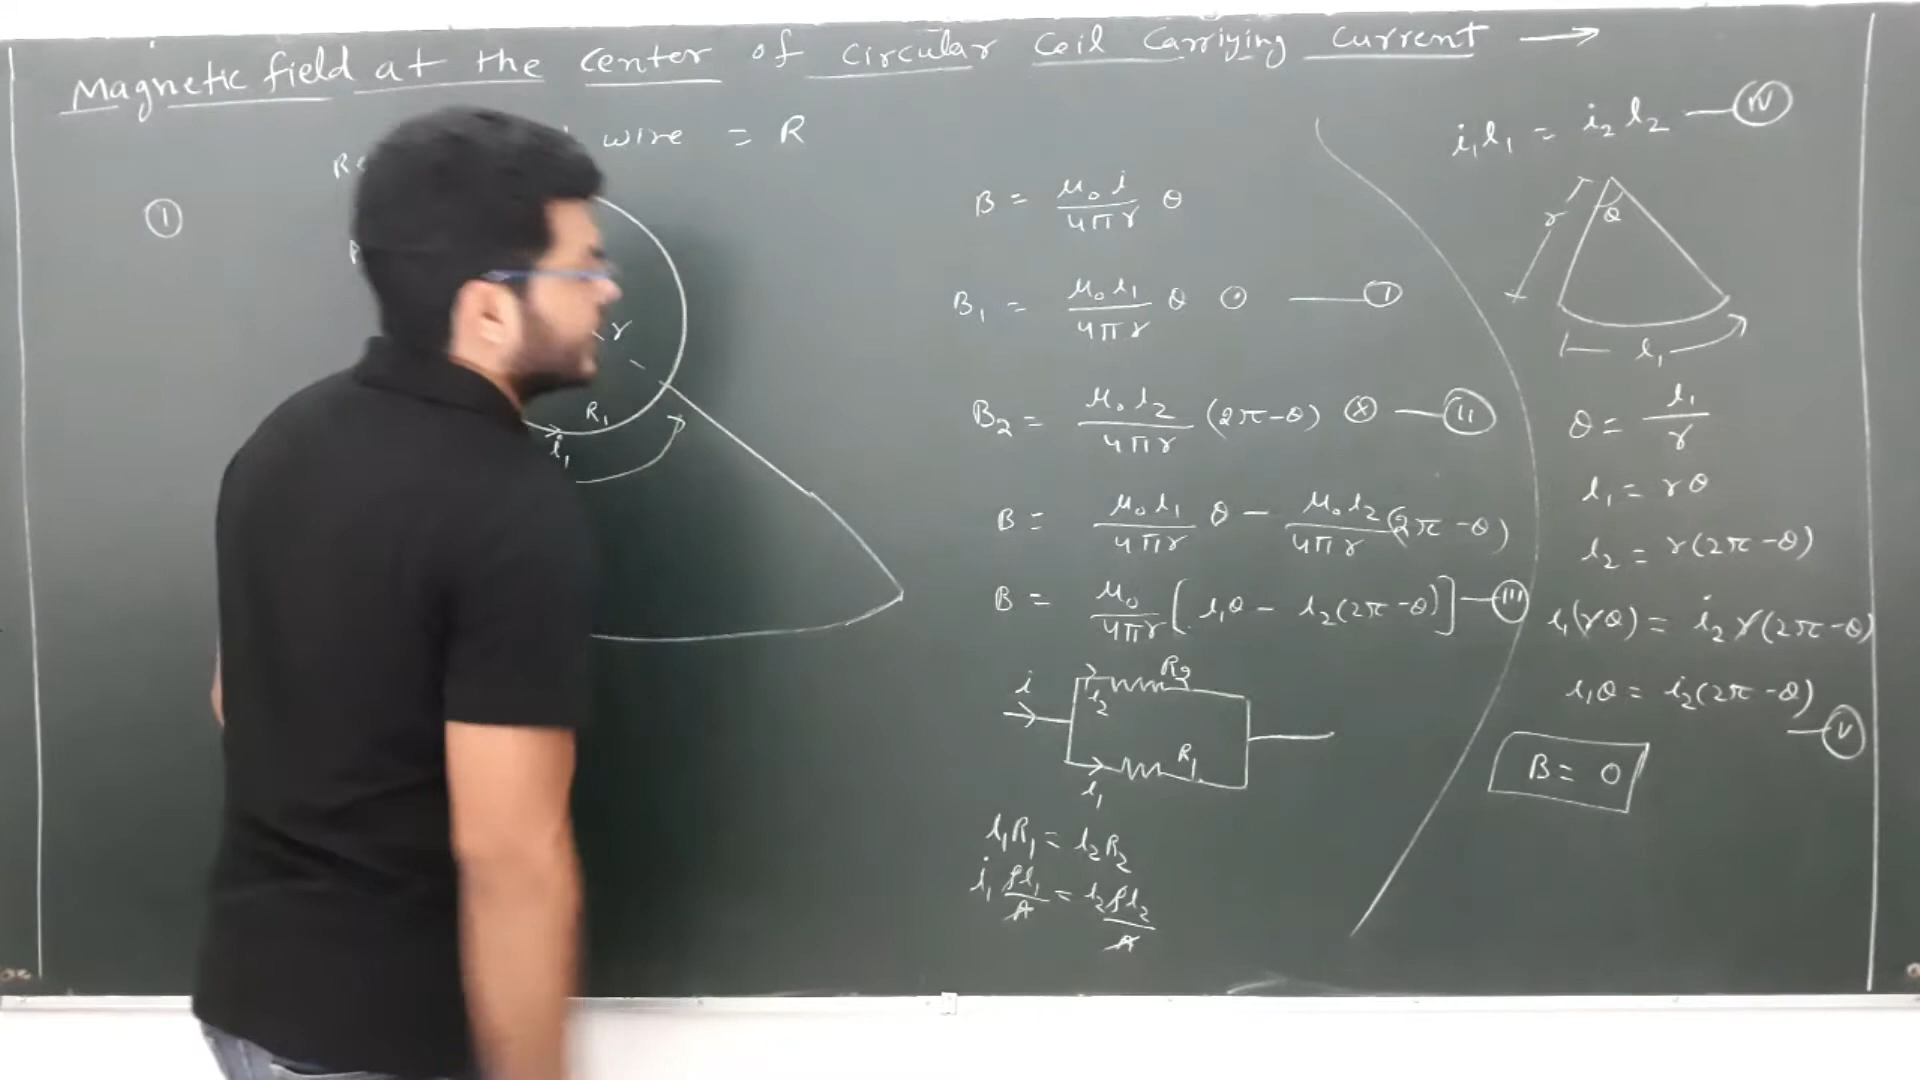 Magnetic field at the center of circular coil carrying current →
wire = R
①
r
R₁
i₁
B = μ₀ i / 4πr θ
B₁ = μ₀ i₁ / 4πr θ ⊙ — Ⓘ
B₂ = μ₀ i₂ / 4πr (2π-θ) ⊗ — Ⓘⓘ
B = μ₀ i₁ / 4πr θ - μ₀ i₂ / 4πr (2π-θ)
B = μ₀ / 4πr [i₁θ - i₂(2π-θ)] — (III)
i
R₂
i₂
R₁
i₁
i₁R₁ = i₂R₂
i₁ ρl₁/A = i₂ ρl₂/A
i₁l₁ = i₂l₂ — (IV)
r
θ
l₁
θ = l₁/r
l₁ = rθ
l₂ = r(2π-θ)
i₁(rθ) = i₂r(2π-θ)
i₁θ = i₂(2π-θ)
— (V)
B = 0